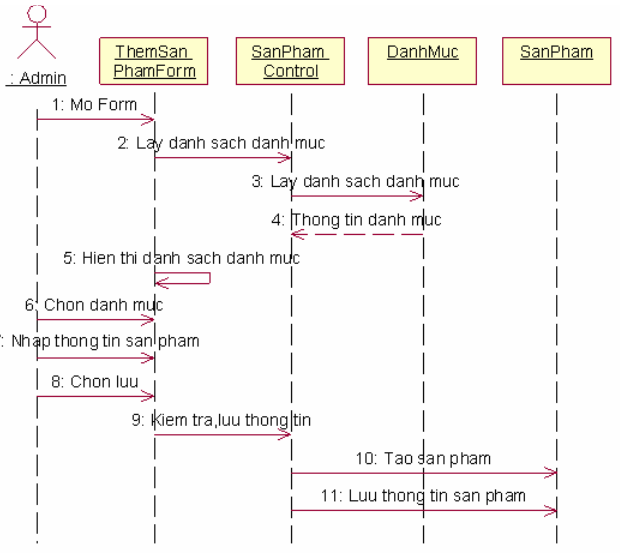 ThemSan
PhamForm
SanPham
Control
DanhMuc
SanPham
: Admin
1: Mo Form
2: Lay danh sach danh muc
3: Lay danh sach danh muc
4: Thong tin danh muc
5: Hien thi danh sach danh muc
6: Chon danh muc
: Nhap thong tin san pham
8: Chon luu
9: Kiem tra,luu thong tin
10: Tao san pham
11: Luu thong tin san pham